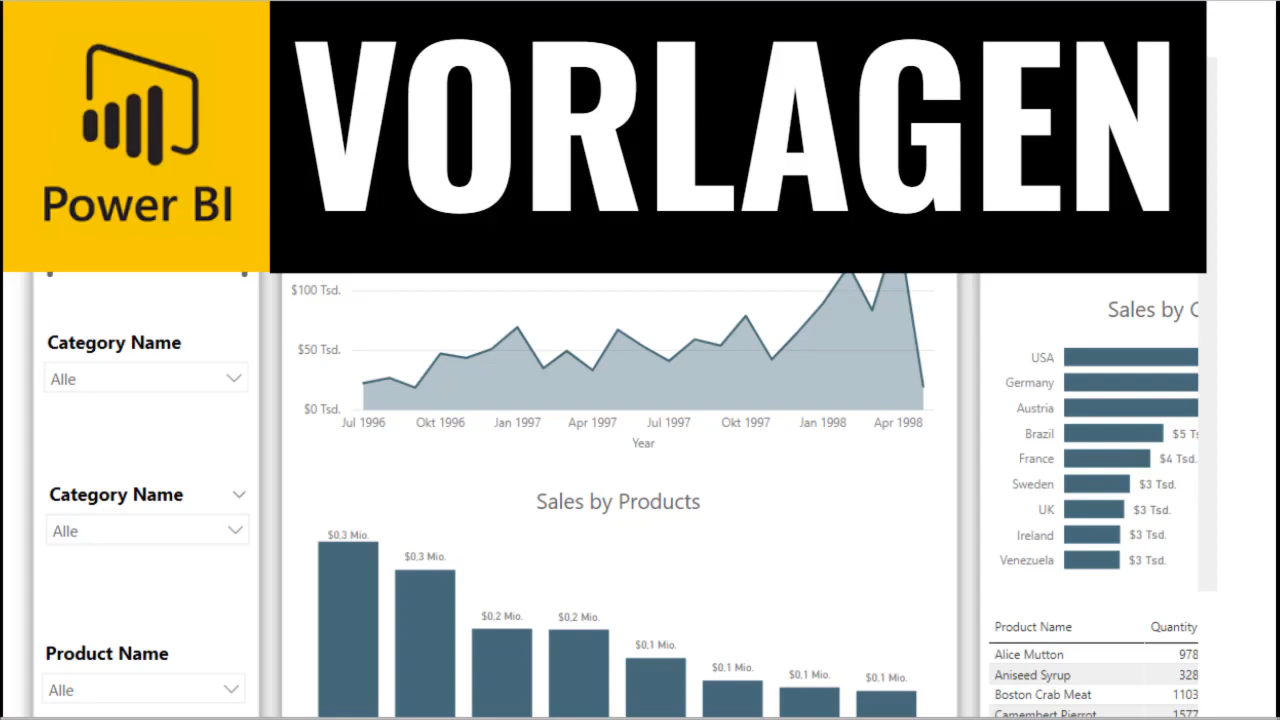 Power BI
VORLAGEN
Category Name
Alle
Category Name
Alle
Product Name
Alle
$100 Tsd.
$50 Tsd.
$0 Tsd.
Jul 1996 Okt 1996 Jan 1997 Apr 1997 Jul 1997 Okt 1997 Jan 1998 Apr 1998
Year
Sales by Products
$0,3 Mio. $0,3 Mio. $0,2 Mio. $0,2 Mio. $0,1 Mio. $0,1 Mio. $0,1 Mio. $0,1 Mio.
Sales by
USA
Germany
Austria
Brazil $5
France $4 Tsd.
Sweden $3 Tsd.
UK $3 Tsd.
Ireland $3 Tsd.
Venezuela $3 Tsd.
Product Name Quantity
Alice Mutton 978
Aniseed Syrup 328
Boston Crab Meat 1103
Camembert Pierrot 1577